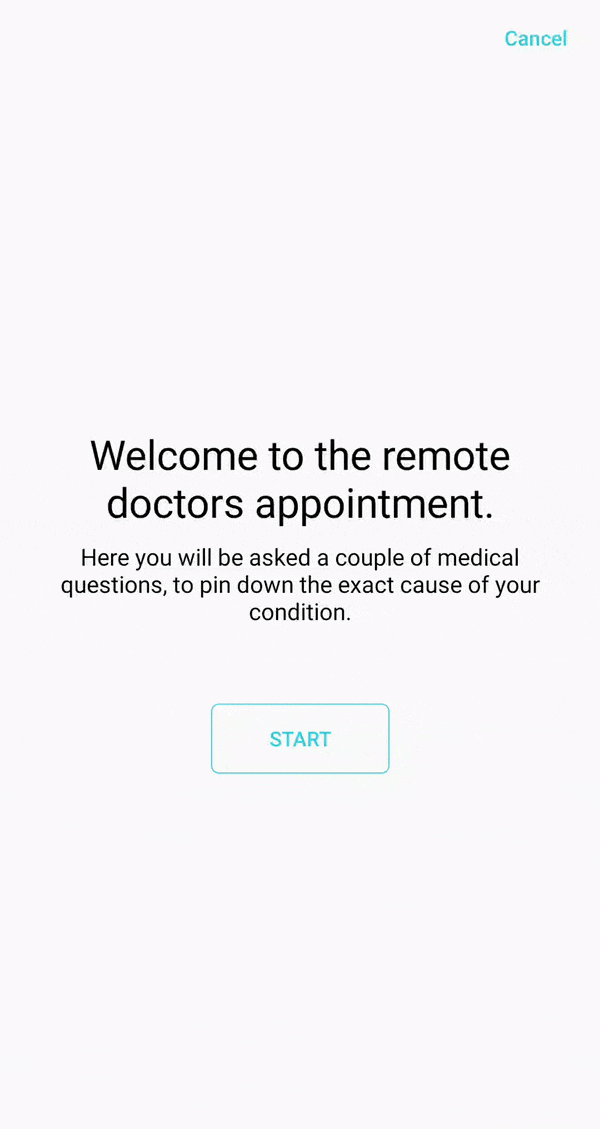 Cancel
Welcome to the remote
doctors appointment.
Here you will be asked a couple of medical
questions, to pin down the exact cause of your
condition.
START